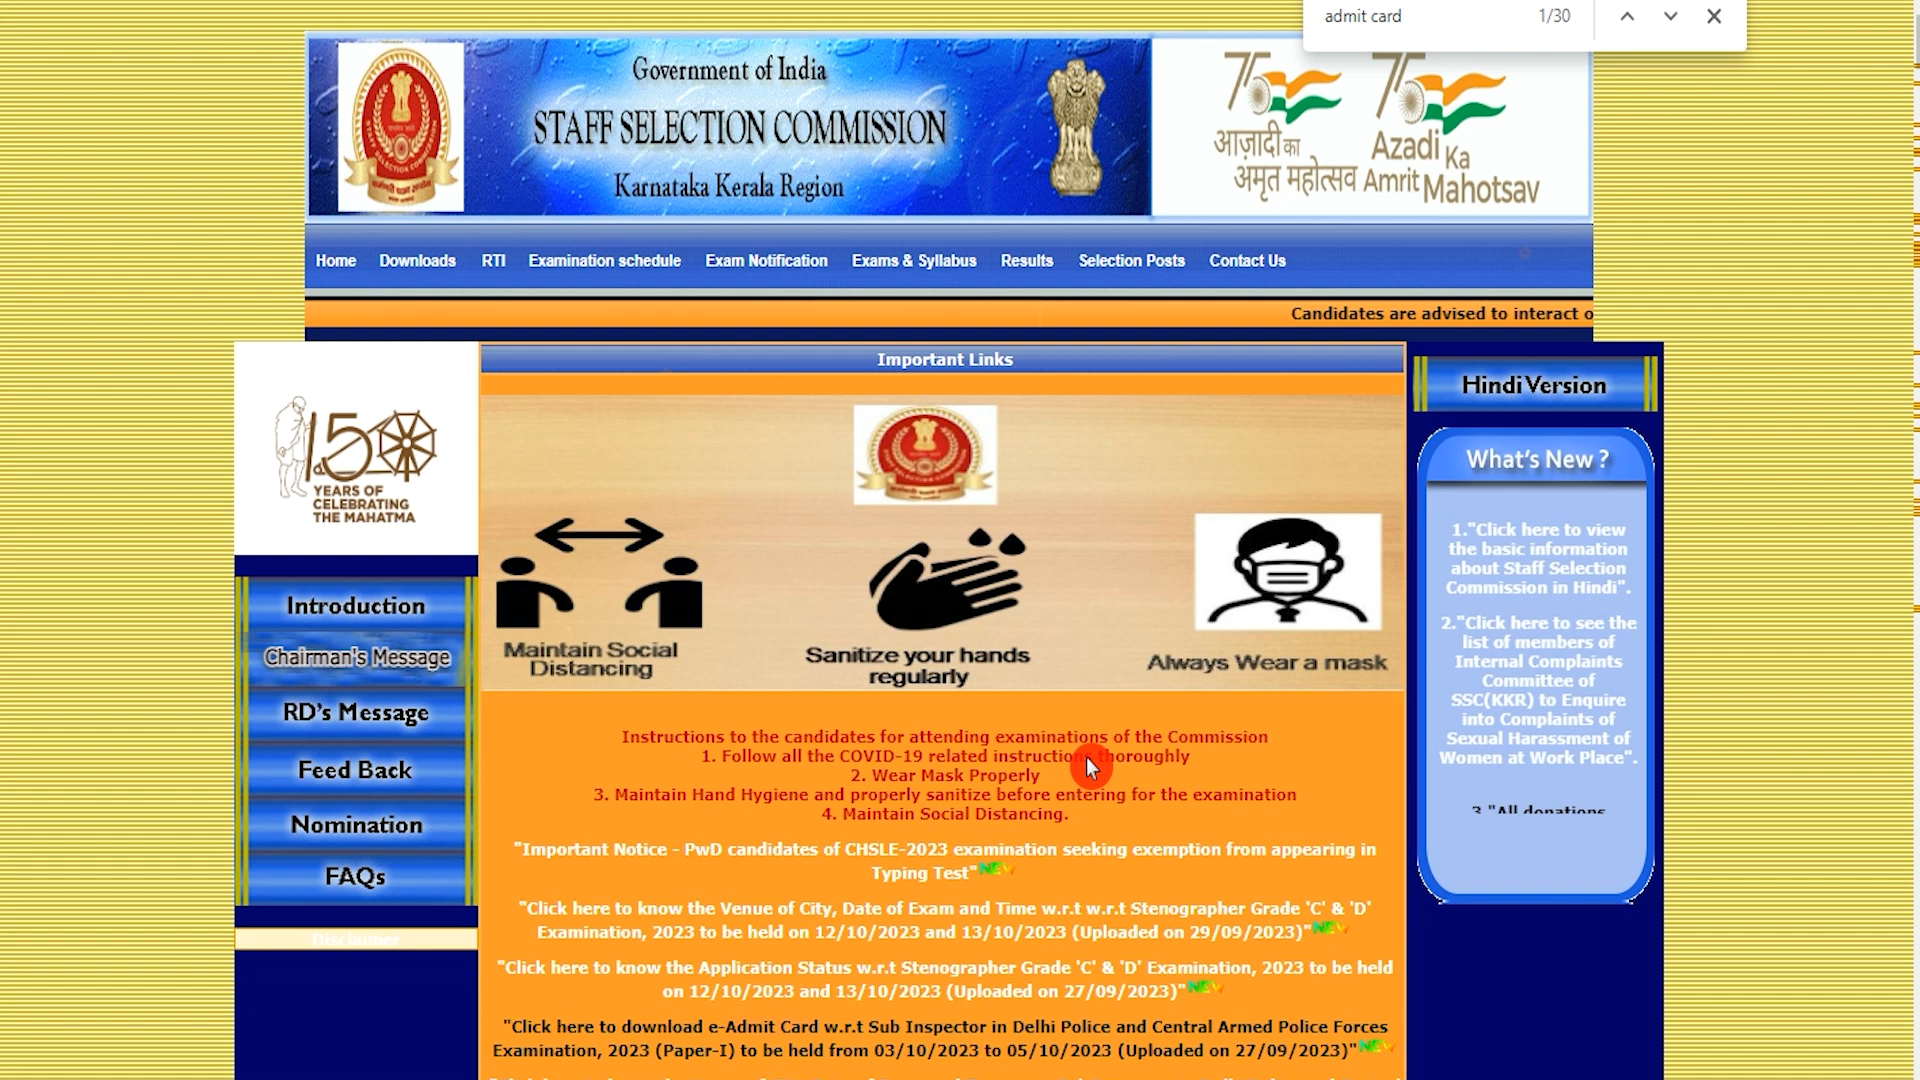 admit card 1/30
Government of India
STAFF SELECTION COMMISSION
Karnataka Kerala Region
आज़ादी का
अमृत महोत्सव
Azadi Ka
Amrit Mahotsav
Home Downloads RTI Examination schedule Exam Notification Exams & Syllabus Results Selection Posts Contact Us
Candidates are advised to interact o
150
YEARS OF
CELEBRATING
THE MAHATMA
Introduction
Chairman's Message
RD's Message
Feed Back
Nomination
FAQs
Disclaimer
Important Links
Maintain Social
Distancing
Sanitize your hands
regularly
Always Wear a mask
Instructions to the candidates for attending examinations of the Commission
1. Follow all the COVID-19 related instructions thoroughly
2. Wear Mask Properly
3. Maintain Hand Hygiene and properly sanitize before entering for the examination
4. Maintain Social Distancing.
"Important Notice - PwD candidates of CHSLE-2023 examination seeking exemption from appearing in
Typing Test" NEW
"Click here to know the Venue of City, Date of Exam and Time w.r.t w.r.t Stenographer Grade 'C' & 'D'
Examination, 2023 to be held on 12/10/2023 and 13/10/2023 (Uploaded on 29/09/2023)" NEW
"Click here to know the Application Status w.r.t Stenographer Grade 'C' & 'D' Examination, 2023 to be held
on 12/10/2023 and 13/10/2023 (Uploaded on 27/09/2023)" NEW
"Click here to download e-Admit Card w.r.t Sub Inspector in Delhi Police and Central Armed Police Forces
Examination, 2023 (Paper-I) to be held from 03/10/2023 to 05/10/2023 (Uploaded on 27/09/2023)" NEW
Hindi Version
What's New ?
1."Click here to view
the basic information
about Staff Selection
Commission in Hindi".
2."Click here to see the
list of members of
Internal Complaints
Committee of
SSC(KKR) to Enquire
into Complaints of
Sexual Harassment of
Women at Work Place".
3."All donations